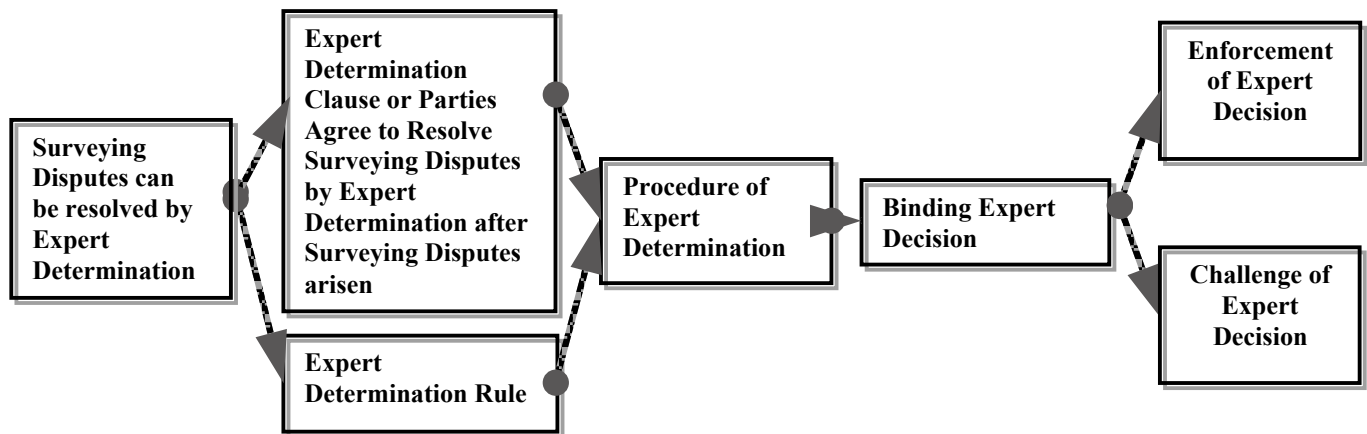 Surveying
Disputes can
be resolved by
Expert
Determination
Expert
Determination
Clause or Parties
Agree to Resolve
Surveying Disputes
by Expert
Determination after
Surveying Disputes
arisen
Expert
Determination Rule
Procedure of
Expert
Determination
Binding Expert
Decision
Enforcement
of Expert
Decision
Challenge of
Expert
Decision